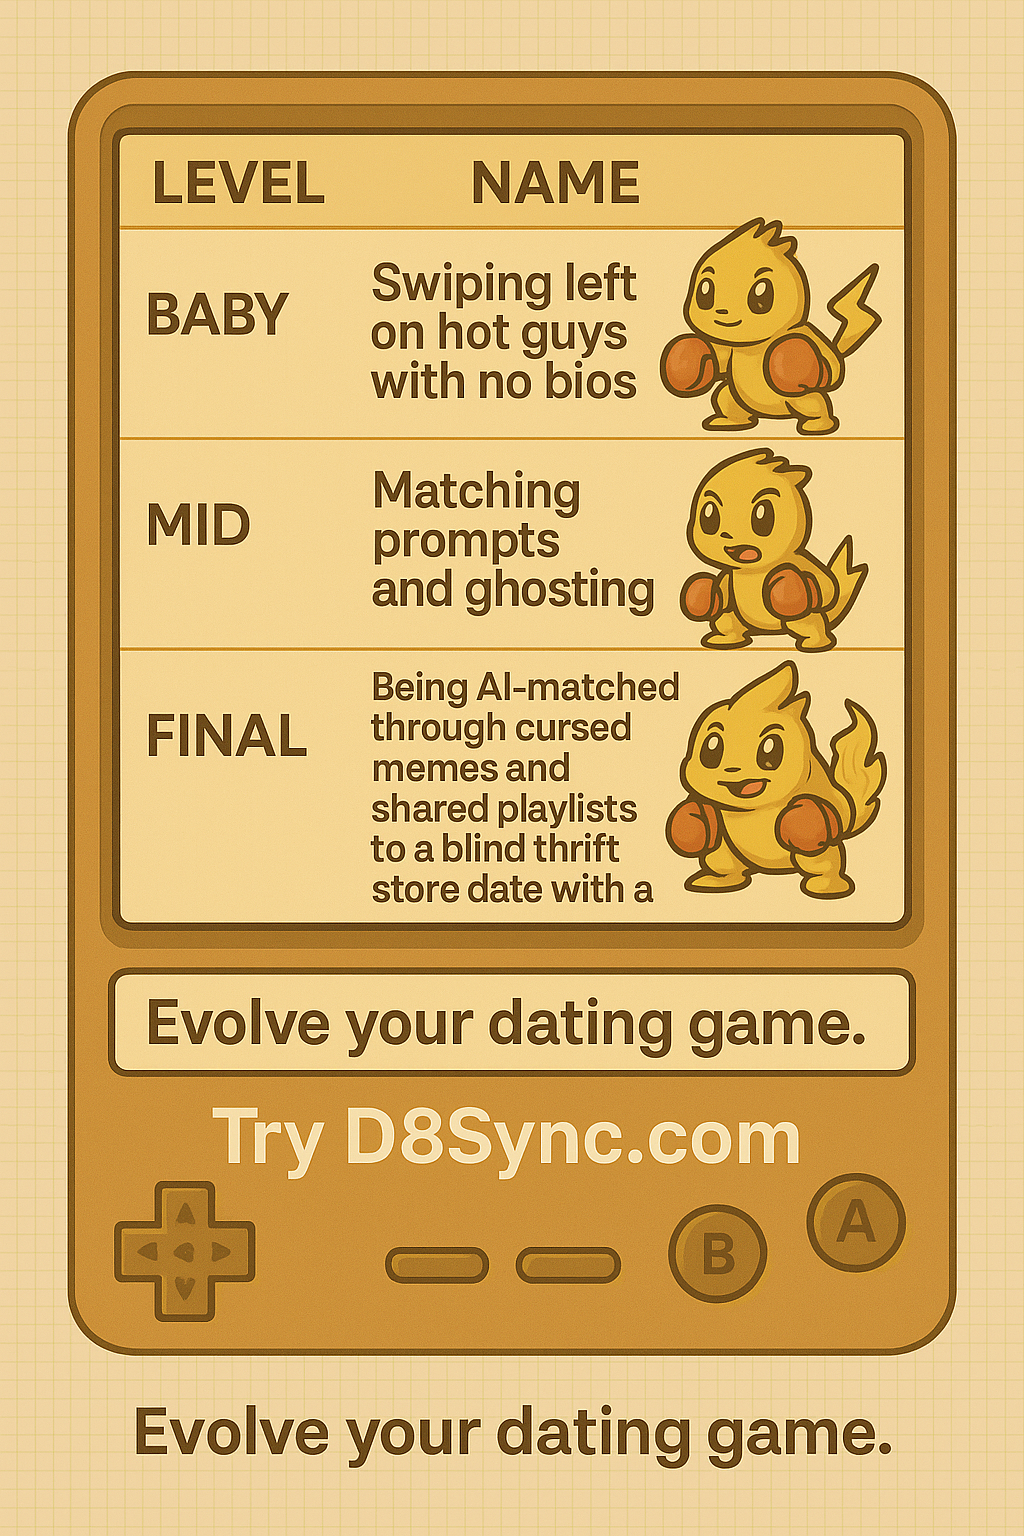 LEVEL NAME
BABY
Swiping left
on hot guys
with no bios
MID
Matching
prompts
and ghosting
FINAL
Being AI-matched
through cursed
memes and
shared playlists
to a blind thrift
store date with a
Evolve your dating game.
Try D8Sync.com
B
A
Evolve your dating game.